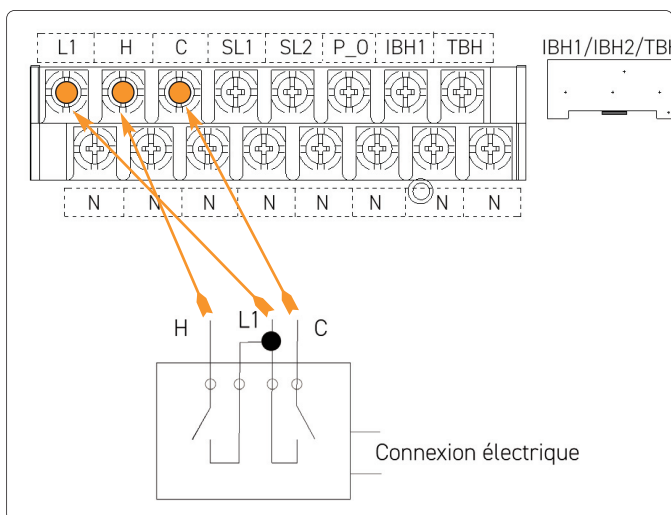 L1 H C SL1 SL2 P_O IBH1 TBH IBH1/IBH2/TBH
N N N N N N N N
H L1 C
Connexion électrique